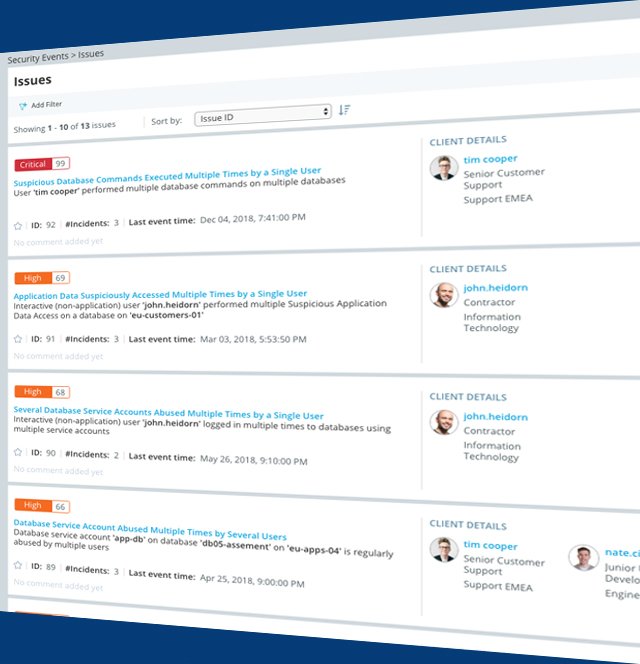 Security Events > Issues
Issues
Add Filter
Showing 1 - 10 of 13 issues
Sort by:
Issue ID
Critical 99
Suspicious Database Commands Executed Multiple Times by a Single User
User 'tim cooper' performed multiple database commands on multiple databases
ID: 92 | #Incidents: 3 | Last event time: Dec 04, 2018, 7:41:00 PM
No comment added yet
CLIENT DETAILS
tim cooper
Senior Customer
Support
Support EMEA
High 69
Application Data Suspiciously Accessed Multiple Times by a Single User
Interactive (non-application) user 'john.heidorn' performed multiple Suspicious Application
Data Access on a database on 'eu-customers-01'
ID: 91 | #Incidents: 3 | Last event time: Mar 03, 2018, 5:53:50 PM
No comment added yet
CLIENT DETAILS
john.heidorn
Contractor
Information
Technology
High 68
Several Database Service Accounts Abused Multiple Times by a Single User
Interactive (non-application) user 'john.heidorn' logged in multiple times to databases using
multiple service accounts
ID: 90 | #Incidents: 2 | Last event time: May 26, 2018, 9:10:00 PM
No comment added yet
CLIENT DETAILS
john.heidorn
Contractor
Information
Technology
High 66
Database Service Account Abused Multiple Times by Several Users
Database service account 'app-db' on database 'db05-assement' on 'eu-apps-04' is regularly
abused by multiple users
ID: 89 | #Incidents: 3 | Last event time: Apr 25, 2018, 9:00:00 PM
No comment added yet
CLIENT DETAILS
tim cooper
Senior Customer
Support
Support EMEA
nate.ci
Junior
Develo
Engine